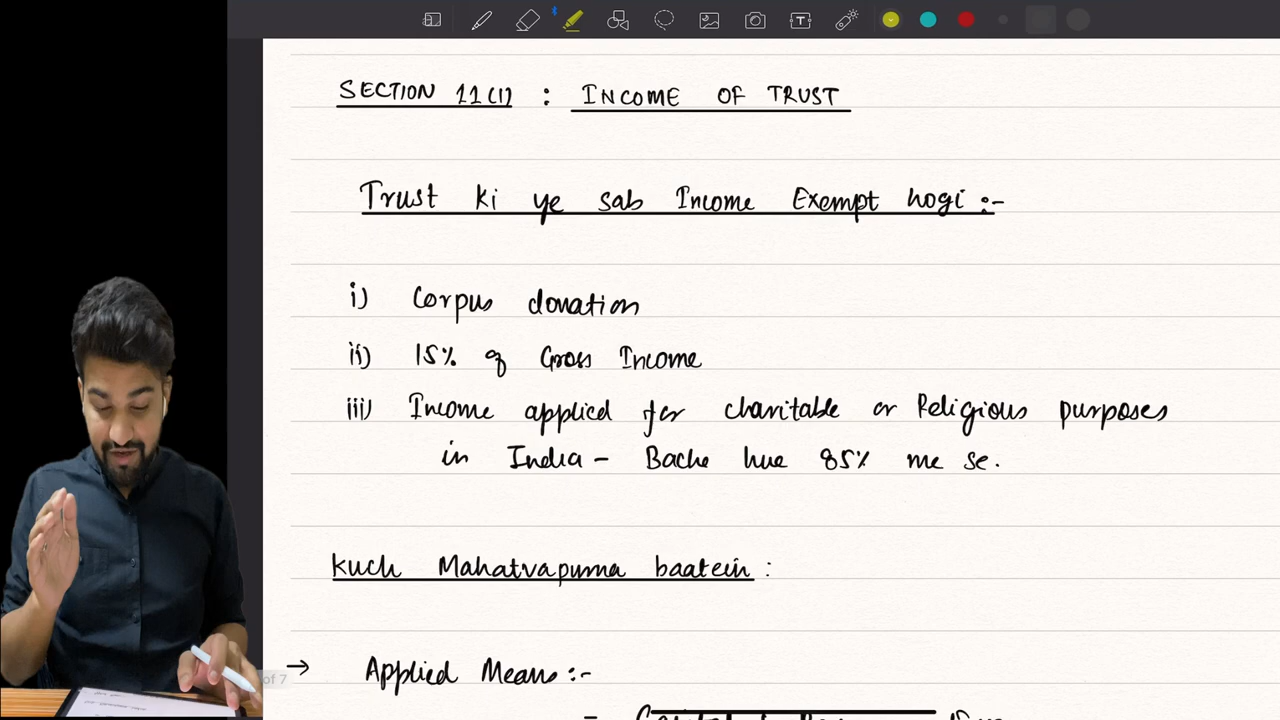 SECTION 11(1) : INCOME OF TRUST
Trust ki ye sab Income Exempt hogi :-
i) Corpus donation
ii) 15% of Gross Income
iii) Income applied for charitable or Religious purposes
in India - Bache hue 85% me se.
Kuch Mahatvapurna baatein :
→ Applied Means :-
of 7
=